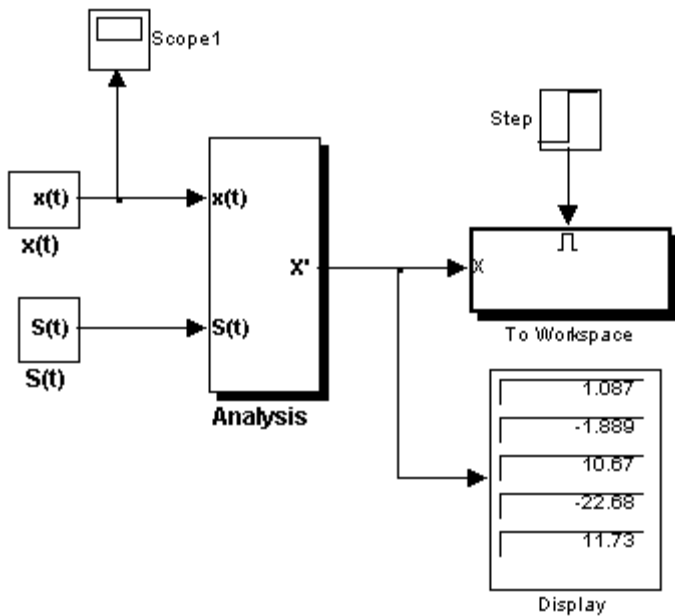 Scope1
Step
x(t)
x(t)
x(t)
X'
X
S(t)
S(t)
S(t)
To Workspace
Analysis
1.087
-1.889
10.67
-22.68
11.73
Display